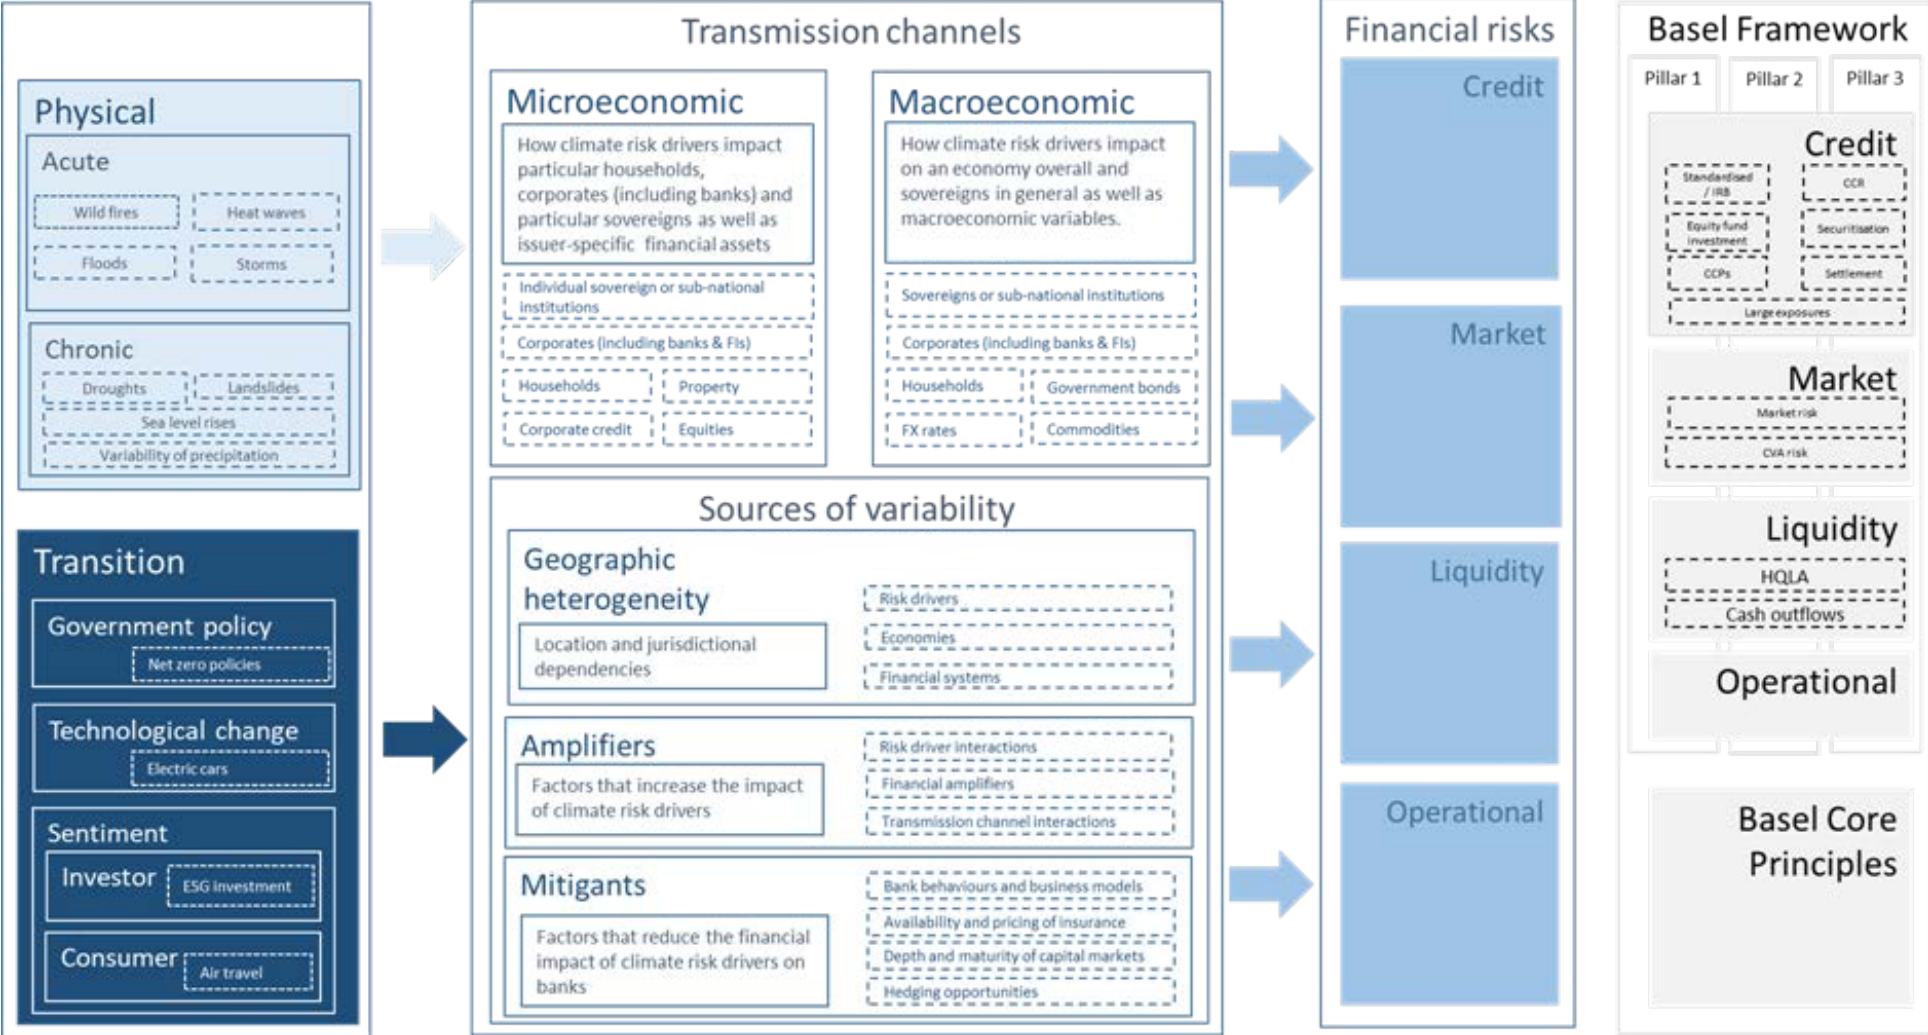 Physical
Acute
Wild fires
Heat waves
Floods
Storms
Chronic
Droughts
Landslides
Sea level rises
Variability of precipitation
Transition
Government policy
Net zero policies
Technological change
Electric cars
Sentiment
Investor
ESG investment
Consumer
Air travel
Transmission channels
Microeconomic
How climate risk drivers impact
particular households,
corporates (including banks) and
particular sovereigns as well as
issuer-specific financial assets
Individual sovereign or sub-national
institutions
Corporates (including banks & FIs)
Households
Property
Corporate credit
Equities
Macroeconomic
How climate risk drivers impact
on an economy overall and
sovereigns in general as well as
macroeconomic variables.
Sovereigns or sub-national institutions
Corporates (including banks & FIs)
Households
Government bonds
FX rates
Commodities
Sources of variability
Geographic
heterogeneity
Location and jurisdictional
dependencies
Risk drivers
Economies
Financial systems
Amplifiers
Factors that increase the impact
of climate risk drivers
Risk driver interactions
Financial amplifiers
Transmission channel interactions
Mitigants
Factors that reduce the financial
impact of climate risk drivers on
banks
Bank behaviours and business models
Availability and pricing of insurance
Depth and maturity of capital markets
Hedging opportunities
Financial risks
Credit
Market
Liquidity
Operational
Basel Framework
Pillar 1
Pillar 2
Pillar 3
Credit
Standardised
/ IRB
CCR
Equity fund
investment
Securitisation
CCPs
Settlement
Large exposures
Market
Market risk
CVA risk
Liquidity
HQLA
Cash outflows
Operational
Basel Core
Principles